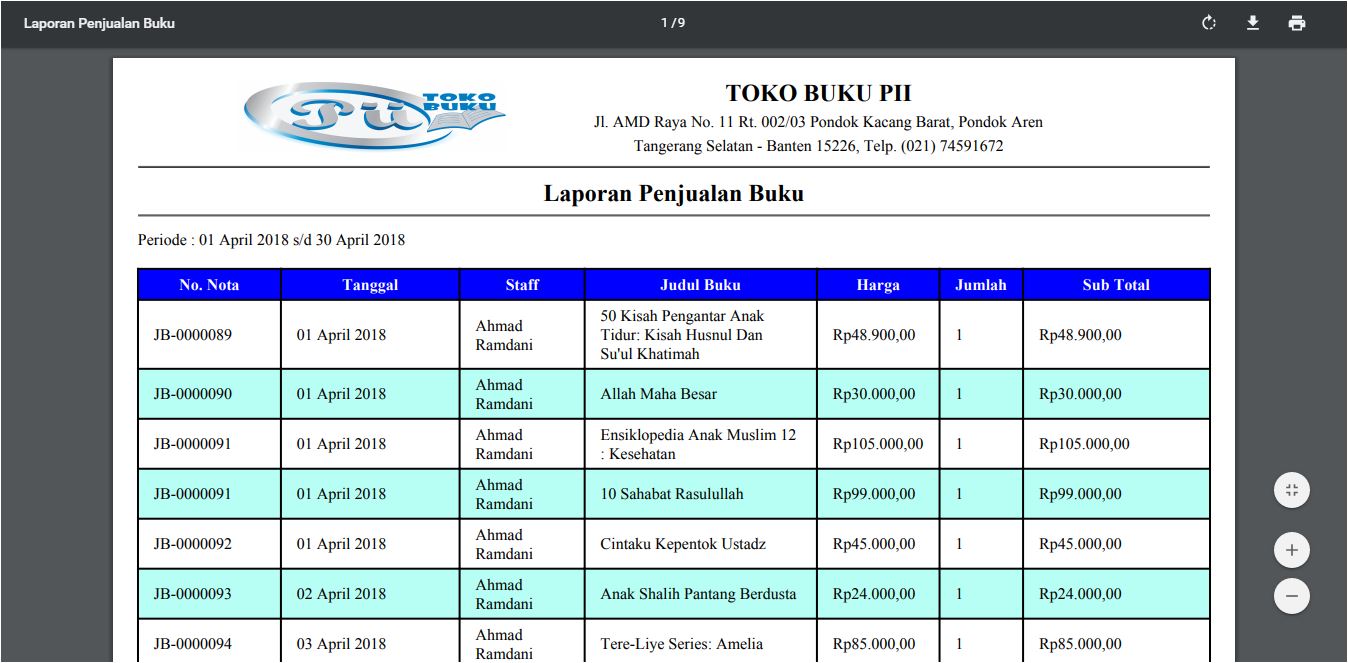 Laporan Penjualan Buku
1 / 9
Pii TOKO
BUKU
TOKO BUKU PII
Jl. AMD Raya No. 11 Rt. 002/03 Pondok Kacang Barat, Pondok Aren
Tangerang Selatan - Banten 15226, Telp. (021) 74591672
Laporan Penjualan Buku
Periode : 01 April 2018 s/d 30 April 2018
No. Nota Tanggal Staff Judul Buku Harga Jumlah Sub Total
JB-0000089 01 April 2018 Ahmad
Ramdani 50 Kisah Pengantar Anak
Tidur: Kisah Husnul Dan
Su'ul Khatimah Rp48.900,00 1 Rp48.900,00
JB-0000090 01 April 2018 Ahmad
Ramdani Allah Maha Besar Rp30.000,00 1 Rp30.000,00
JB-0000091 01 April 2018 Ahmad
Ramdani Ensiklopedia Anak Muslim 12
: Kesehatan Rp105.000,00 1 Rp105.000,00
JB-0000091 01 April 2018 Ahmad
Ramdani 10 Sahabat Rasulullah Rp99.000,00 1 Rp99.000,00
JB-0000092 01 April 2018 Ahmad
Ramdani Cintaku Kepentok Ustadz Rp45.000,00 1 Rp45.000,00
JB-0000093 02 April 2018 Ahmad
Ramdani Anak Shalih Pantang Berdusta Rp24.000,00 1 Rp24.000,00
JB-0000094 03 April 2018 Ahmad
Ramdani Tere-Liye Series: Amelia Rp85.000,00 1 Rp85.000,00